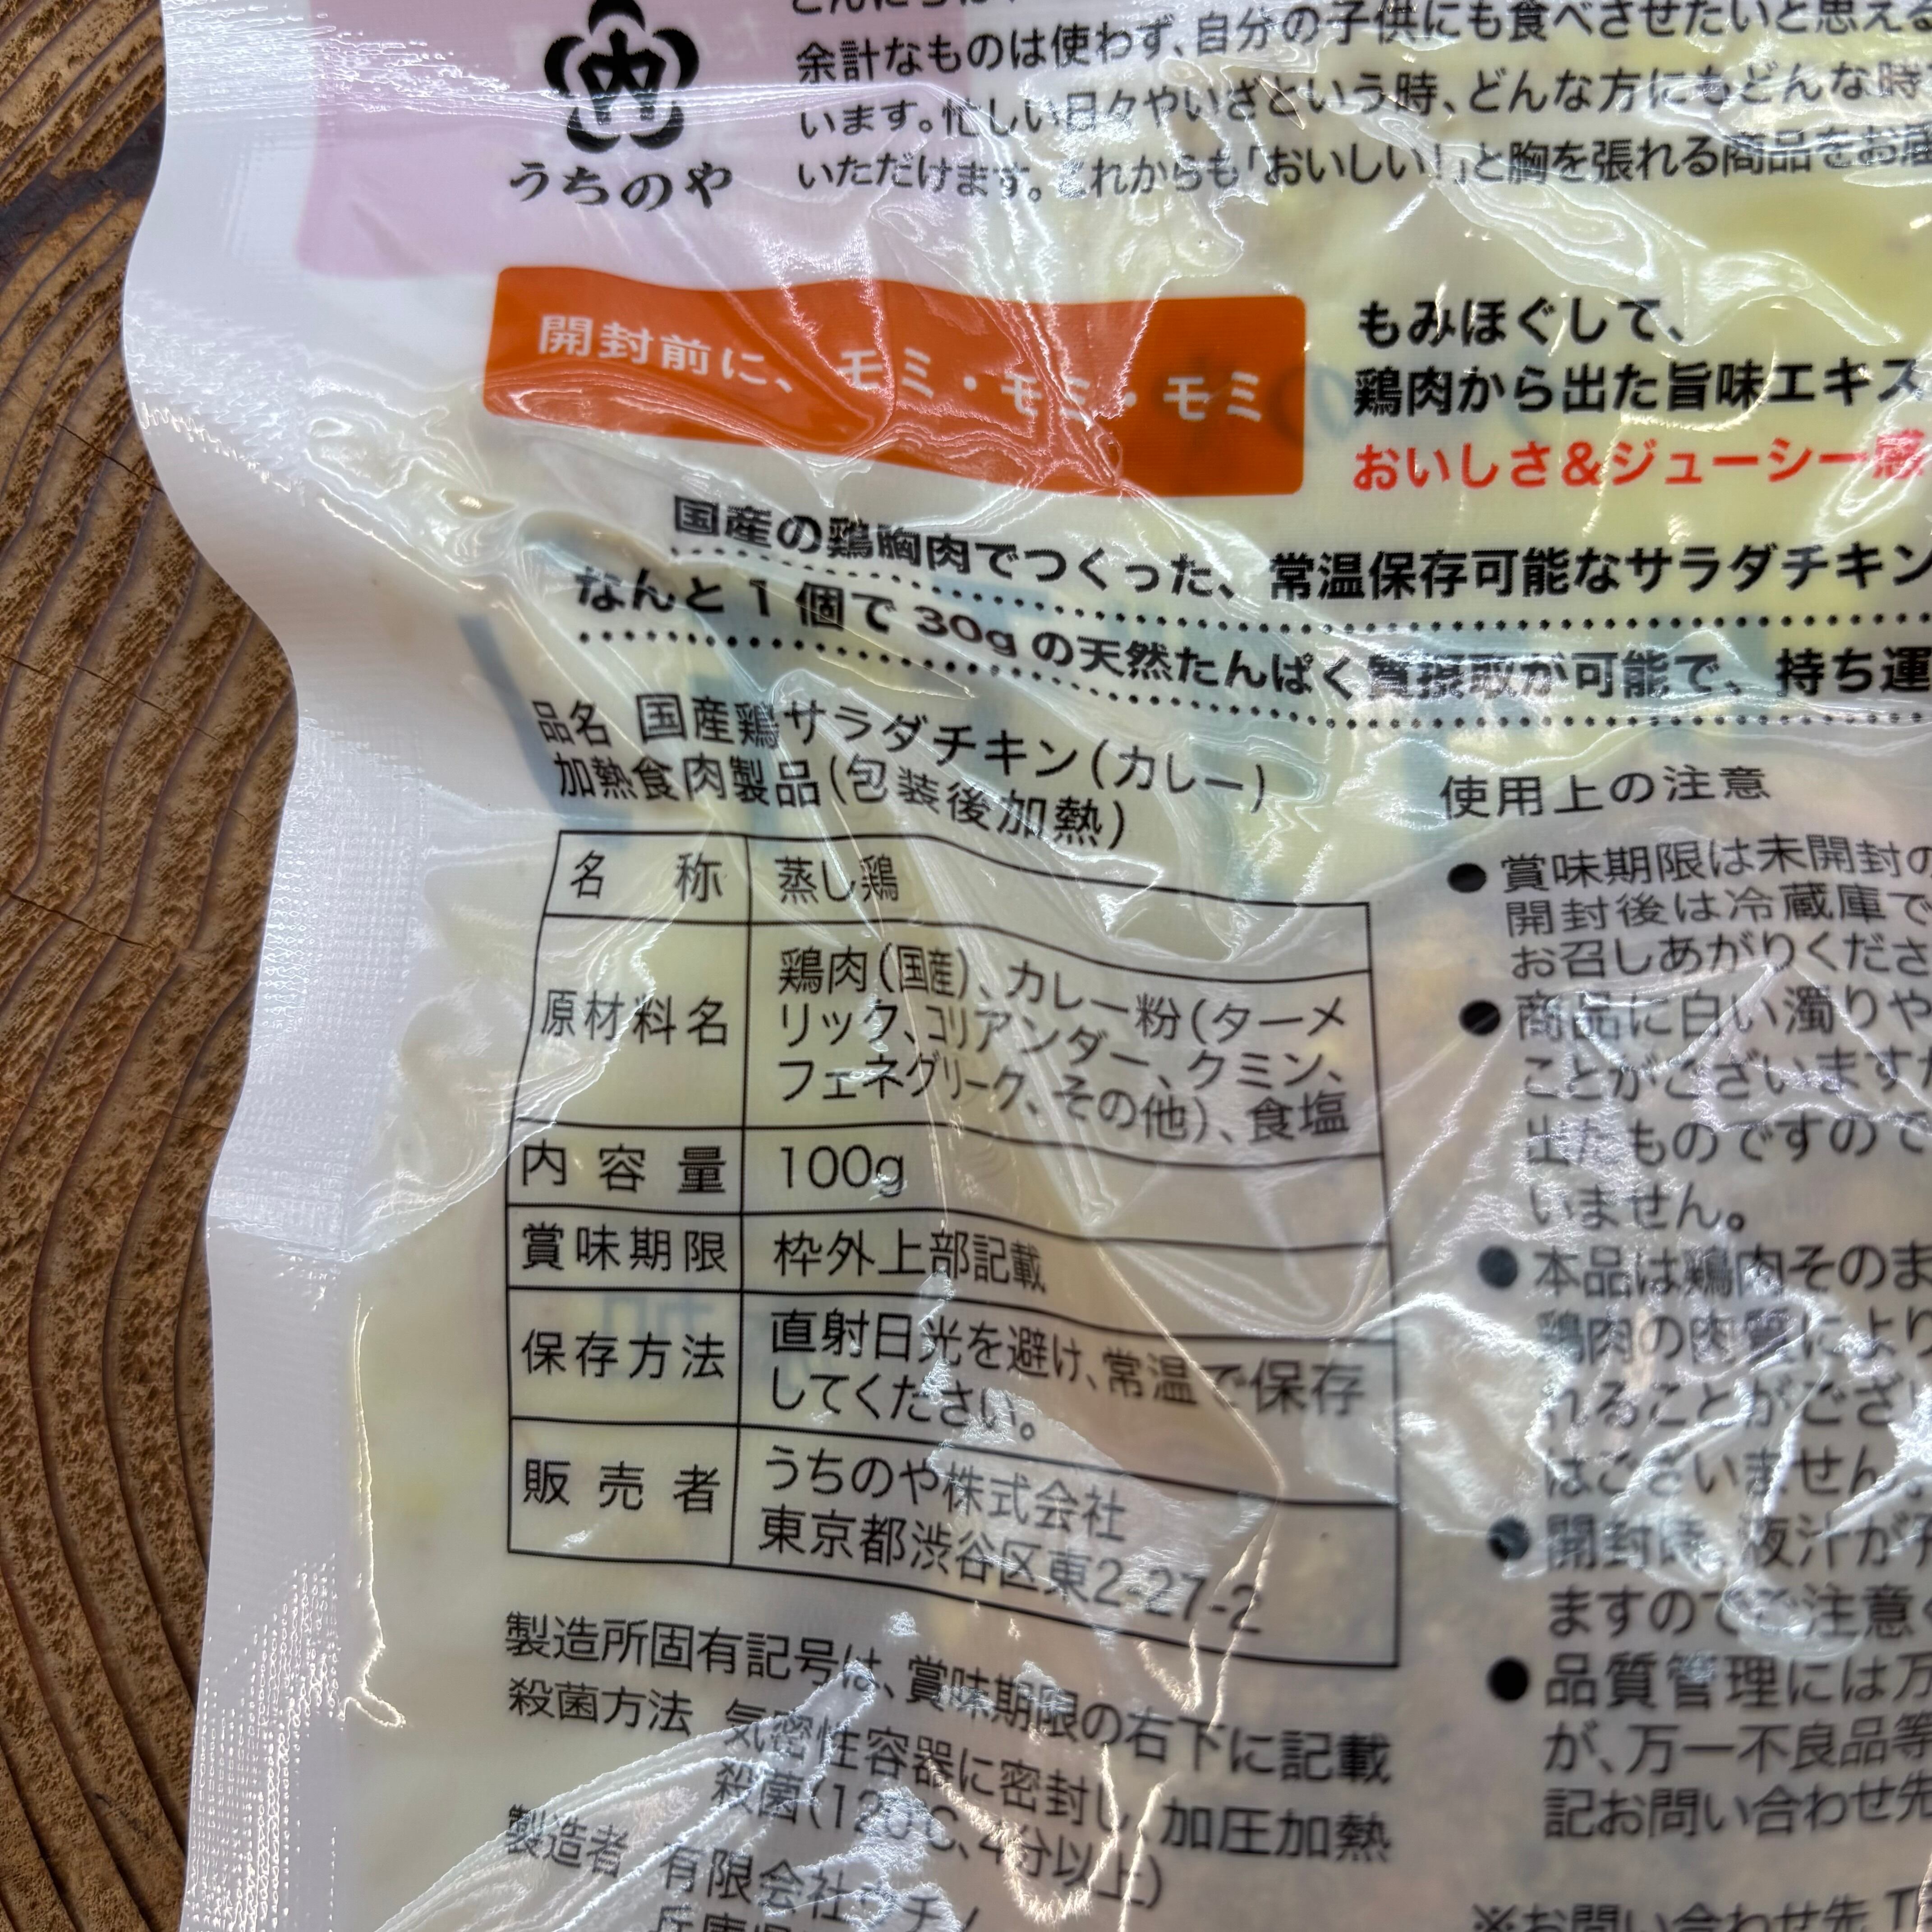 内
うちのや
余計なものは使わず、自分の子供にも食べさせたいと思え
います。忙しい日々やいざという時、どんな方にもどんな時
いただけます。これからも「おいしい!」と胸を張れる商品をお届
開封前に、モミ・モミ・モミ
もみほぐして、
鶏肉から出た旨味エキス
おいしさ&ジューシー感
国産の鶏胸肉でつくった、常温保存可能なサラダチキン
なんと1個で30gの天然たんぱく質摂取が可能で、持ち運
品名 国産鶏サラダチキン(カレー)
加熱食肉製品(包装後加熱)
名称 蒸し鶏
原材料名 鶏肉(国産)、カレー粉(ターメ
リック、コリアンダー、クミン、
フェネグリーク、その他)、食塩
内容量 100g
賞味期限 枠外上部記載
保存方法 直射日光を避け、常温で保存
してください。
販売者 うちのや株式会社
東京都渋谷区東2-27-2
製造所固有記号は、賞味期限の右下に記載
殺菌方法 気密性容器に密封し、加圧加熱
殺菌(120℃、4分以上)
製造者 有限会社ウチノ
兵庫県
使用上の注意
●賞味期限は未開封の
開封後は冷蔵庫で
お召しあがりくださ
●商品に白い濁りや
ことがございますが
出たものですので
いません。
●本品は鶏肉そのま
鶏肉の肉質により
れることがござ
はございません。
●開封時、液汁が飛
ますのでご注意
●品質管理には万
が、万一不良品等
記お問い合わせ先
※お問い合わせ先 T